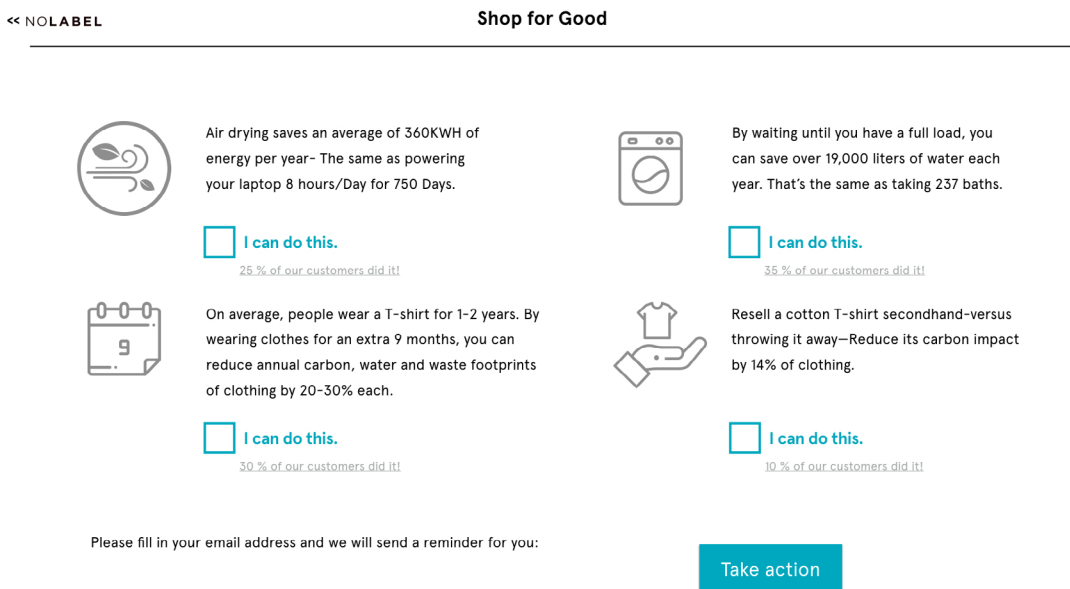 << NOLABEL
Shop for Good
Air drying saves an average of 360KWH of
energy per year- The same as powering
your laptop 8 hours/Day for 750 Days.
I can do this.
25 % of our customers did it!
By waiting until you have a full load, you
can save over 19,000 liters of water each
year. That's the same as taking 237 baths.
I can do this.
35 % of our customers did it!
9
On average, people wear a T-shirt for 1-2 years. By
wearing clothes for an extra 9 months, you can
reduce annual carbon, water and waste footprints
of clothing by 20-30% each.
I can do this.
30 % of our customers did it!
Resell a cotton T-shirt secondhand-versus
throwing it away—Reduce its carbon impact
by 14% of clothing.
I can do this.
10 % of our customers did it!
Please fill in your email address and we will send a reminder for you:
Take action